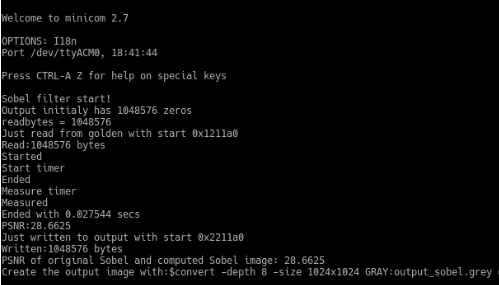 Welcome to minicom 2.7
OPTIONS: I18n
Port /dev/ttyACM0, 18:41:44
Press CTRL-A Z for help on special keys
Sobel filter start!
Output initialy has 1048576 zeros
readbytes = 1048576
Just read from golden with start 0x1211a0
Read:1048576 bytes
Started
Start timer
Ended
Measure timer
Measured
Ended with 0.027544 secs
PSNR:28.6625
Just written to output with start 0x2211a0
Written:1048576 bytes
PSNR of original Sobel and computed Sobel image: 28.6625
Create the output image with:$convert -depth 8 -size 1024x1024 GRAY:output_sobel.grey